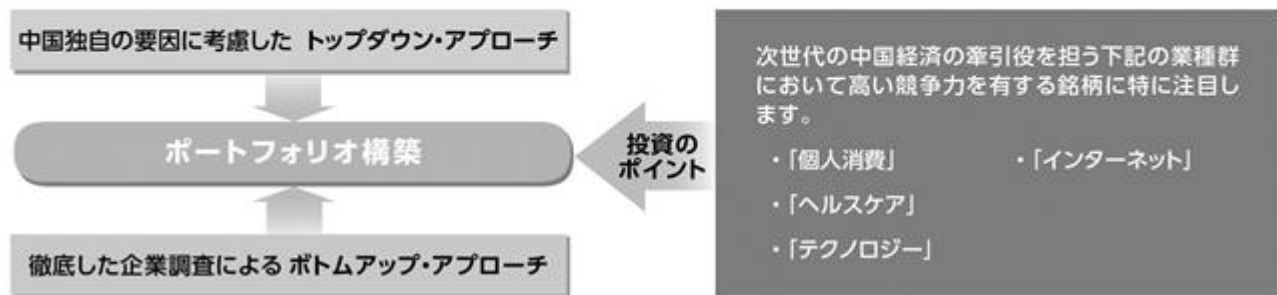 中国独自の要因に考慮した トップダウン・アプローチ
ポートフォリオ構築
徹底した企業調査による ボトムアップ・アプローチ
投資の
ポイント
次世代の中国経済の牽引役を担う下記の業種群
において高い競争力を有する銘柄に特に注目し
ます。
・「個人消費」 ・「インターネット」
・「ヘルスケア」
・「テクノロジー」